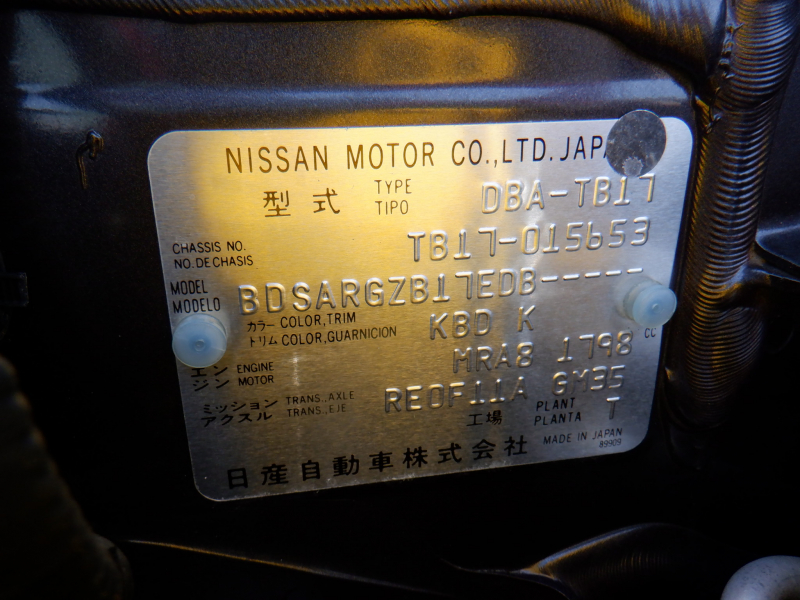 NISSAN MOTOR CO.,LTD. JAPA
型式 TYPE TIPO DBA-TB17
CHASSIS NO.
NO.DECHASIS TB17-015653
MODEL
MODELO BDSARGZB17EDB-----
カラー COLOR,TRIM
トリム COLOR,GUARNICION KBD K
エンジン ENGINE MOTOR MRA8 1798 CC
ミッション TRANS.,AXLE
アクスル TRANS.,EJE RE0F11A GM35
工場 PLANT PLANTA T
MADE IN JAPAN
89909
日産自動車株式会社